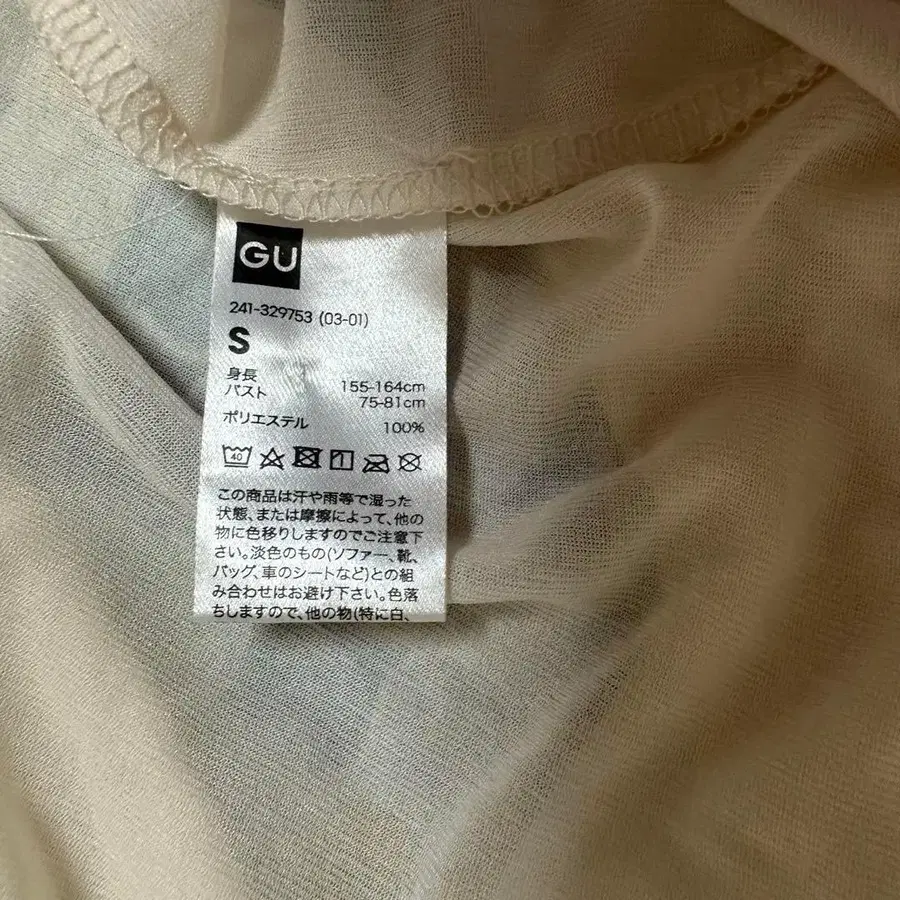 GU
241-329753 (03-01)
S
身長 155-164cm
バスト 75-81cm
ポリエステル 100%
40
この商品は汗や雨等で湿った
状態、または摩擦によって、他の
物に色移りしますのでご注意下
さい。淡色のもの(ソファー、靴、
バッグ、車のシートなど)との組
み合わせはお避け下さい。色落
ちしますので、他の物(特に白、